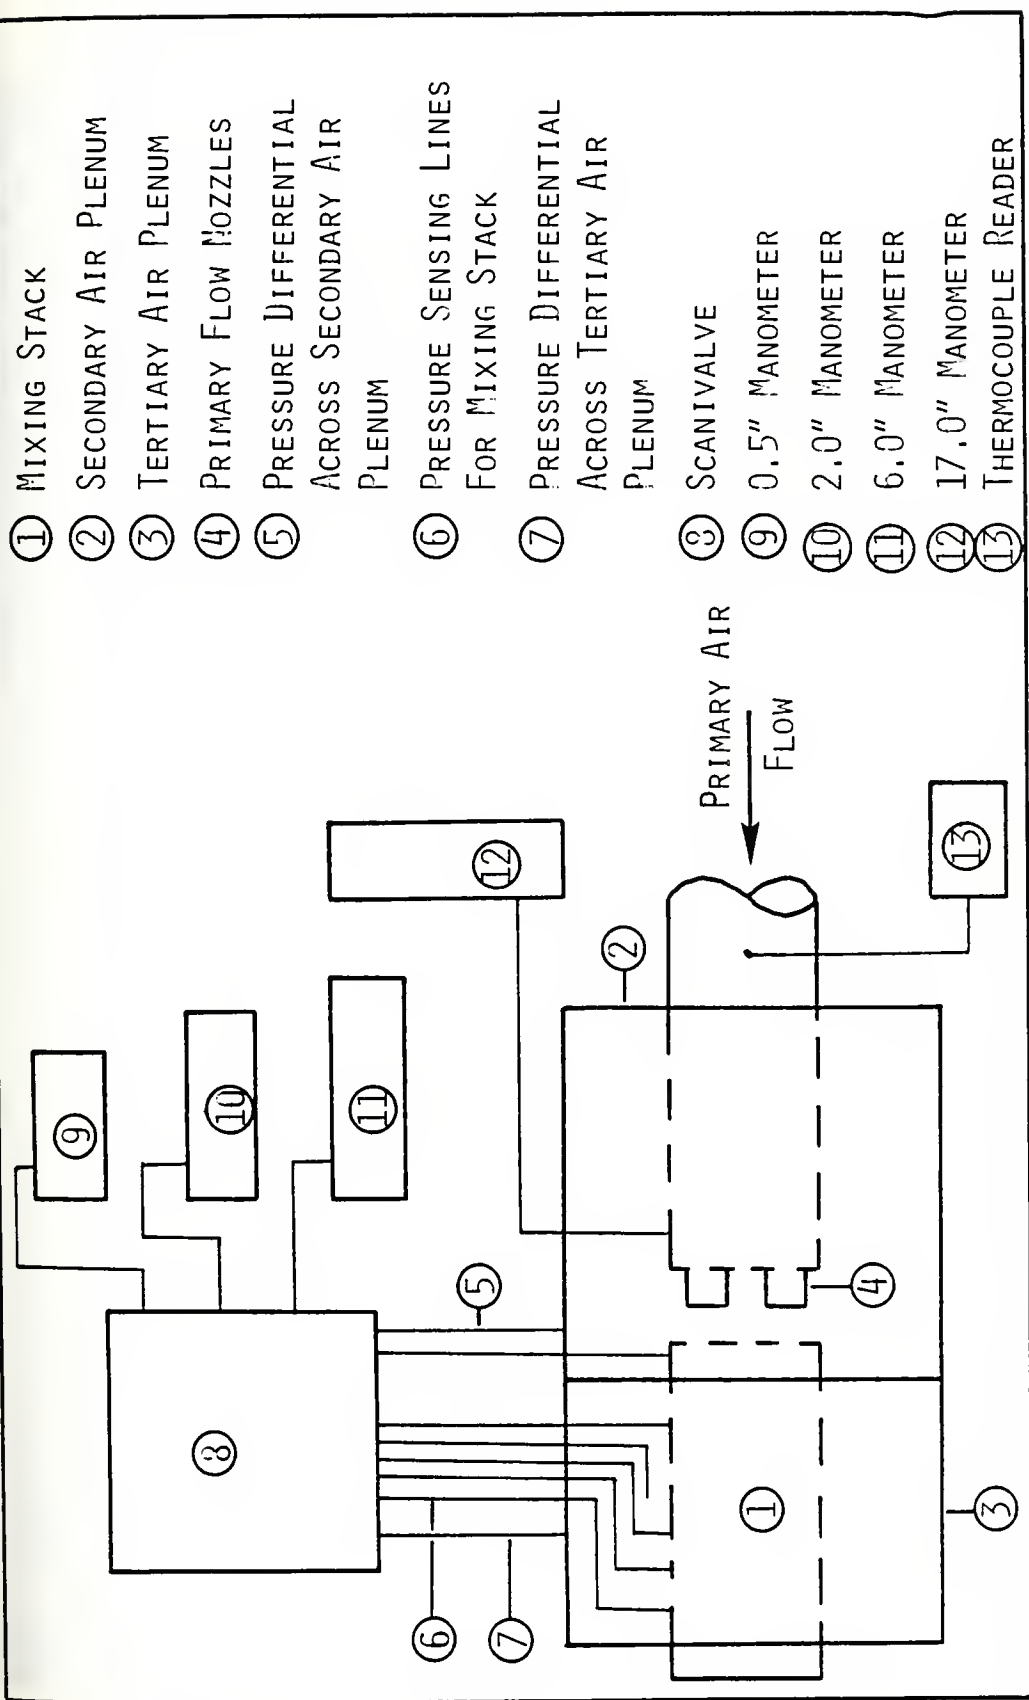 ① MIXING STACK
② SECONDARY AIR PLENUM
③ TERTIARY AIR PLENUM
④ PRIMARY FLOW NOZZLES
⑤ PRESSURE DIFFERENTIAL
ACROSS SECONDARY AIR
PLENUM
⑥ PRESSURE SENSING LINES
FOR MIXING STACK
⑦ PRESSURE DIFFERENTIAL
ACROSS TERTIARY AIR
PLENUM
⑧ SCANIVALVE
⑨ 0.5" MANOMETER
⑩ 2.0" MANOMETER
⑪ 6.0" MANOMETER
⑫ 17.0" MANOMETER
⑬ THERMOCOUPLE READER
⑨
⑩
⑪
⑫
⑧
⑤
②
⑥
⑦
PRIMARY AIR
FLOW
①
④
③
⑬